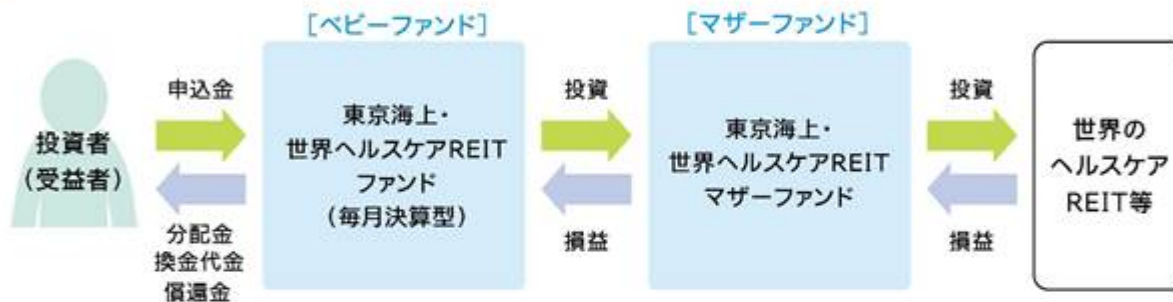 [ベビーファンド]
[マザーファンド]
投資者
(受益者)
申込金
分配金
換金代金
償還金
東京海上・
世界ヘルスケアREIT
ファンド
(毎月決算型)
投資
損益
東京海上・
世界ヘルスケアREIT
マザーファンド
投資
損益
世界の
ヘルスケア
REIT等